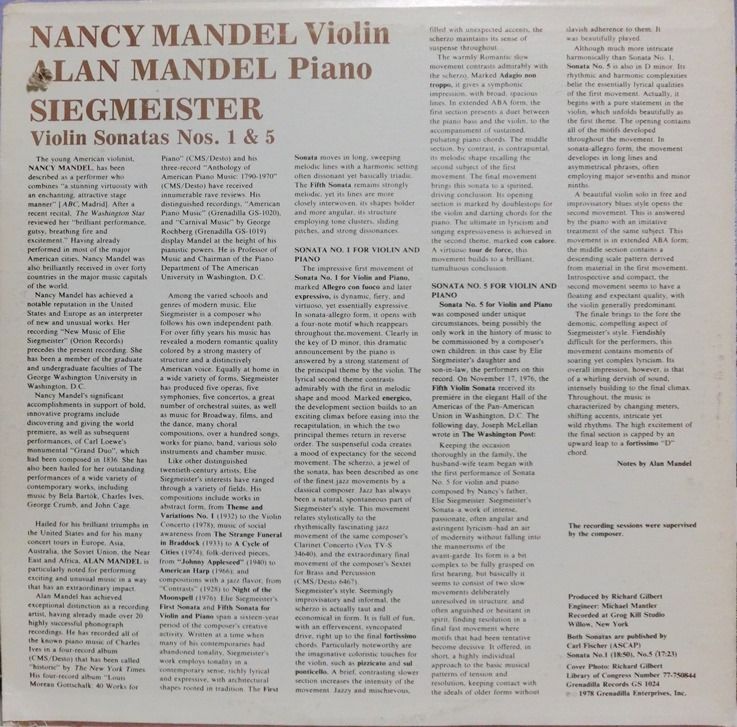 NANCY MANDEL Violin
ALAN MANDEL Piano
SIEGMEISTER
Violin Sonatas Nos. 1 & 5
The young American violinist,
NANCY MANDEL, has been
described as a performer who
combines "a stunning virtuosity with
an enchanting, attractive stage
manner" [ABC, Madrid]. After a
recent recital, The Washington Star
reviewed her "brilliant performance,
gutsy, breathing fire and
excitement." Having already
performed in most of the major
American cities, Nancy Mandel was
also brilliantly received in over forty
concerts in the major music capitals
of the world.
Nancy Mandel has achieved a
notable reputation in the United
States and Europe as an interpreter
of new and unusual works. Her
recording "New Music of Elie
Siegmeister" (Orion Records)
precedes the present recording. She
has been a member of the graduate
and undergraduate faculties of The
George Washington University in
Washington, D.C.
Nancy Mandel's significant
accomplishments in support of bold,
innovative programs include
discovering and giving the world
premiere, as well as subsequent
performances, of Carl Loewe's
monumental "Grand Duo", which
had been composed in 1836. She has
also been hailed for her outstanding
performances of a wide variety of
contemporary works, including
music by Bela Bartók, Charles Ives,
George Crumb, and John Cage.
Hailed for his brilliant triumphs in
the United States and for his many
concert tours in Europe, Asia,
Australia, the Soviet Union, the Near
East and Africa, ALAN MANDEL is
particularly noted for performing
exciting and unusual music in a way
that has an extraordinary impact.
Alan Mandel has achieved
exceptional distinction as a recording
artist, having already made over 20
highly successful phonograph
recordings. He has recorded all of
the known piano music of Charles
Ives in a four-record album
(CMS/Desto) that has been called
"historic" by The New York Times.
His four-record album "Louis
Moreau Gottschalk: 40 Works for
Piano" (CMS/Desto) and his
three-record "Anthology of
American Piano Music: 1790-1970"
(CMS/Desto) have received
innumerable rave reviews. His
distinguished recordings, "American
Piano Music" (Grenadilla GS-1020),
and "Carnival Music" by George
Rochberg (Grenadilla GS-1019)
display Mandel at the height of his
pianistic powers. He is Professor of
Music and Chairman of the Piano
Department of The American
University in Washington, D.C.
Among the varied schools and
genres of modern music, Elie
Siegmeister is a composer who
follows his own independent path.
For over fifty years his music has
revealed a modern romantic quality
colored by a strong mastery of
structure and a distinctively
American voice. Equally at home in
a wide variety of forms, Siegmeister
has produced five operas, five
symphonies, five concertos, a great
number of orchestral suites, as well
as music for Broadway, films, and
the dance, many choral
compositions, over a hundred songs,
works for piano, band, various solo
instruments and chamber music.
Like other distinguished
twentieth-century artists, Elie
Siegmeister's interests have ranged
through a variety of fields. His
compositions include works in
abstract form, from Theme and
Variations No. 1 (1932) to the Violin
Concerto (1978); music of social
awareness from The Strange Funeral
in Braddock (1933) to A Cycle of
Cities (1974); folk-derived pieces,
from "Johnny Appleseed" (1940) to
American Harp (1966); and
compositions with a jazz flavor, from
"Contrasts" (1928) to Night of the
Moonspell (1976). Elie Siegmeister's
First Sonata and Fifth Sonata for
Violin and Piano span a sixteen-year
period of the composer's creative
activity. Written at a time when
many of his contemporaries had
abandoned tonality, Siegmeister's
work employs tonality in a
contemporary sense, richly lyrical
and expressive, with architectural
shapes rooted in tradition. The First
Sonata moves in long, sweeping
melodic lines with a harmonic setting
often dissonant yet basically triadic.
The Fifth Sonata remains strongly
melodic, yet its lines are more
closely interwoven, its shapes bolder
and more angular, its structure
employing tone clusters, sliding
pitches, and strong dissonances.
SONATA NO. 1 FOR VIOLIN AND
PIANO
The impressive first movement of
Sonata No. 1 for Violin and Piano,
marked Allegro con fuoco and later
expressivo, is dynamic, fiery, and
virtuoso, yet essentially expressive.
In sonata-allegro form, it opens with
a four-note motif which reappears
throughout the movement. Clearly in
the key of D minor, this dramatic
announcement by the piano is
answered by a strong statement of
the principal theme by the violin. The
lyrical second theme contrasts
admirably with the first in melodic
shape and mood. Marked energico,
the development section builds to an
exciting climax before easing into the
recapitulation, in which the two
principal themes return in reverse
order. The suspenseful coda creates
a mood of expectancy for the second
movement. The scherzo, a jewel of
the sonata, has been described as one
of the finest jazz movements by a
classical composer. Jazz has always
been a natural, spontaneous part of
Siegmeister's style. This movement
relates stylistically to the
rhythmically fascinating jazz
movement of the same composer's
Clarinet Concerto (Vox TV-S
34640), and the extraordinary final
movement of the composer's Sextet
for Brass and Percussion
(CMS/Desto 6467).
Siegmeister's style. Seemingly
improvisatory and informal, the
scherzo is actually taut and
economical in form. It is full of fun,
with an effervescent, syncopated
drive, right up to the final fortissimo
chords. Particularly noteworthy are
the imaginative coloristic touches for
the violin, such as pizzicato and sul
ponticello. A brief, contrasting slower
section increases the intensity of the
movement. Jazzy and mischievous,
filled with unexpected accents, the
scherzo maintains its sense of
suspense throughout.
The warmly Romantic slow
movement contrasts admirably with
the scherzo. Marked Adagio non
troppo, it gives a symphonic
impression, with broad, spacious
lines. In extended ABA form, the
first section presents a duet between
the piano bass and the violin, to the
accompaniment of sustained,
pulsating piano chords. The middle
section, by contrast, is contrapuntal,
its melodic shape recalling the
second subject of the first
movement. The final movement
brings this sonata to a spirited,
driving conclusion. Its opening
section is marked by doublestops for
the violin and darting chords for the
piano. The ultimate in lyricism and
singing expressiveness is achieved in
the second theme, marked con calore.
A virtuoso tour de force, this
movement builds to a brilliant,
tumultuous conclusion.
SONATA NO. 5 FOR VIOLIN AND
PIANO
Sonata No. 5 for Violin and Piano
was composed under unique
circumstances, being possibly the
only work in the history of music to
be commissioned by a composer's
own children: in this case by Elie
Siegmeister's daughter and
son-in-law, the performers on this
record. On November 17, 1976, the
Fifth Violin Sonata received its
première in the elegant Hall of the
Americas of the Pan-American
Union in Washington, D.C. The
following day, Joseph McLellan
wrote in The Washington Post:
Keeping the occasion
thoroughly in the family, the
husband-wife team began with
the first performance of Sonata
No. 5 for violin and piano
composed by Nancy's father,
Elie Siegmeister. Siegmeister's
Sonata-a work of intense,
passionate, often angular and
astringent lyricism-had an air
of modernity without falling into
the mannerisms of the
avant-garde. Its form is a bit
complex to be fully grasped on
first hearing, but basically it
seems to consist of two slow
movements deliberately
unresolved in structure, and
often anguished or hesitant in
spirit, finding resolution in a
final fast movement where
motifs that had been tentative
become decisive. It offered, in
short, a highly individual
approach to the basic musical
patterns of tension and
resolution, keeping contact with
the ideals of older forms without
slavish adherence to them. It
was beautifully played.
Although much more intricate
harmonically than Sonata No. 1,
Sonata No. 5 is also in D minor. Its
rhythmic and harmonic complexities
belie the essentially lyrical qualities
of the first movement. Actually, it
begins with a pure statement in the
violin, which unfolds beautifully as
the first theme. The opening contains
all of the motifs developed
throughout the movement. In
sonata-allegro form, the movement
developes in long lines and
asymmetrical phrases, often
employing major sevenths and minor
ninths.
A beautiful violin solo in free and
improvisatory blues style opens the
second movement. This is answered
by the piano with an imitative
treatment of the same subject. This
movement is in extended ABA form;
the middle section contains a
descending scale pattern derived
from material in the first movement.
Introspective and compact, the
second movement seems to have a
floating and expectant quality, with
the violin generally predominant.
The finale brings to the fore the
demonic, compelling aspect of
Siegmeister's style. Fiendishly
difficult for the performers, this
movement contains moments of
soaring yet complex lyricism. Its
overall impression, however, is that
of a whirling dervish of sound,
intensely building to the final climax.
Throughout, the music is
characterized by changing meters,
shifting accents, intricate yet
wild rhythms. The high excitement of
the final section is capped by an
upward leap to a fortissimo "D"
chord.
Notes by Alan Mandel
The recording sessions were supervised
by the composer.
Produced by Richard Gilbert
Engineer: Michael Mantler
Recorded at Grog Kill Studio
Willow, New York
Both Sonatas are published by
Carl Fischer (ASCAP)
Sonata No.1 (18:50), No.5 (17:23)
Cover Photo: Richard Gilbert
Library of Congress Number 77-750844
Grenadilla Records GS 1024
℗ 1978 Grenadilla Enterprises, Inc.